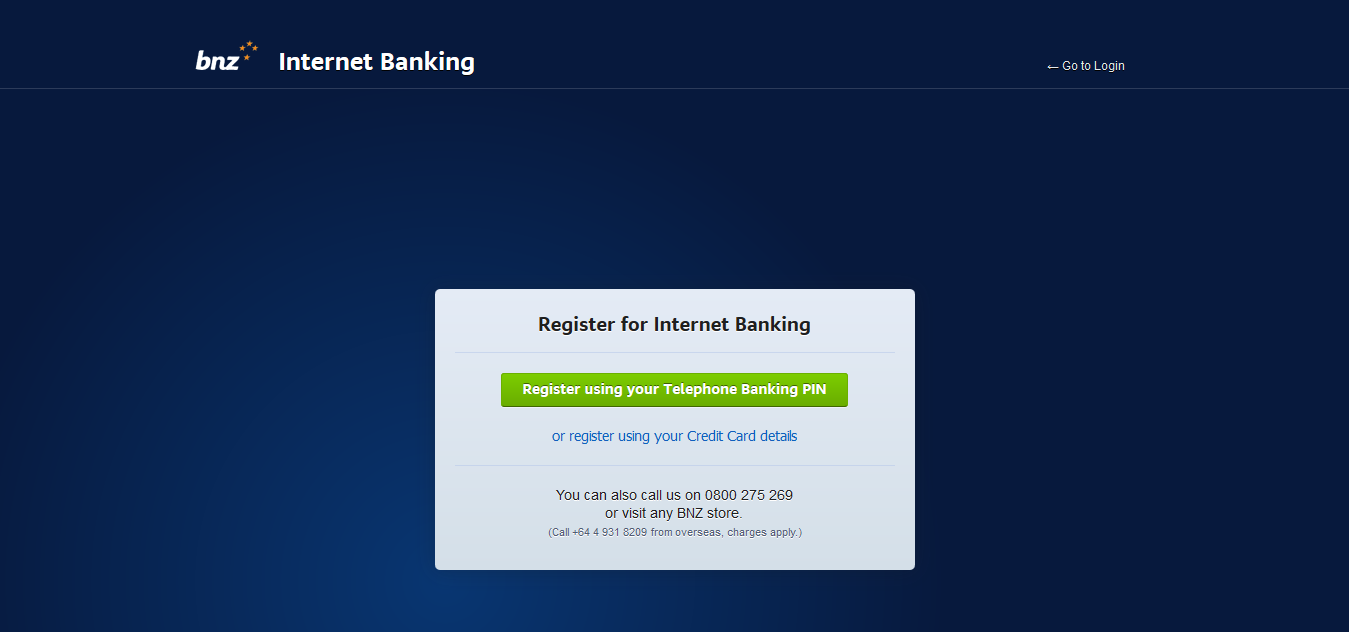 bnz Internet Banking
← Go to Login
Register for Internet Banking
Register using your Telephone Banking PIN
or register using your Credit Card details
You can also call us on 0800 275 269
or visit any BNZ store.
(Call +64 4 931 8209 from overseas, charges apply.)